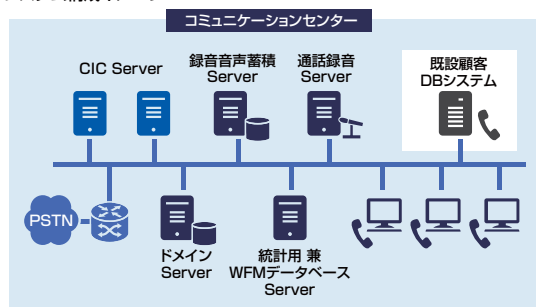 コミュニケーションセンター
CIC Server
録音音声蓄積
Server
通話録音
Server
既設顧客
DBシステム
PSTN
ドメイン
Server
統計用 兼
WFMデータベース
Server